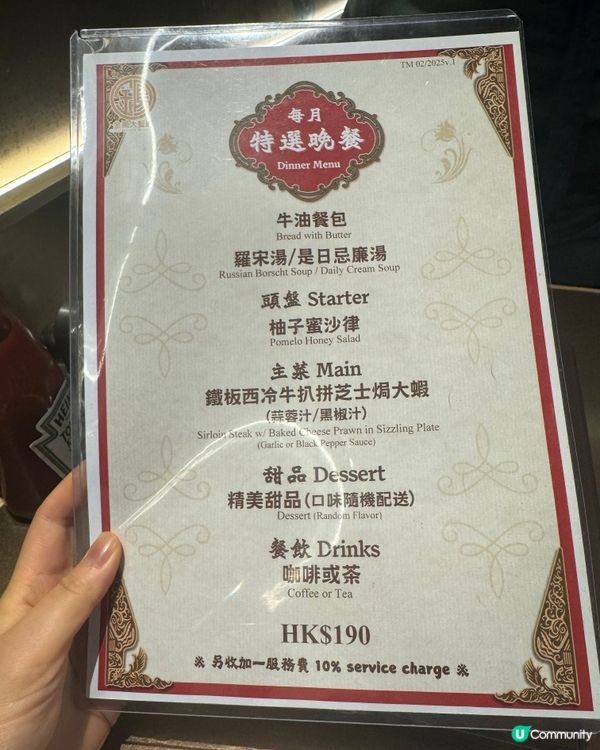 TM 02/2025v.1
每月
特選晚餐
Dinner Menu
牛油餐包
Bread with Butter
羅宋湯/是日忌廉湯
Russian Borscht Soup / Daily Cream Soup
頭盤 Starter
柚子蜜沙律
Pomelo Honey Salad
主菜 Main
鐵板西冷牛扒拼芝士焗大蝦
(蒜蓉汁/黑椒汁)
Sirloin Steak w/ Baked Cheese Prawn in Sizzling Plate
(Garlic or Black Pepper Sauce)
甜品 Dessert
精美甜品(口味隨機配送)
Dessert (Random Flavor)
餐飲 Drinks
咖啡或茶
Coffee or Tea
HK$190
※ 另收加一服務費 10% service charge ※
HEIN
TO
U Community